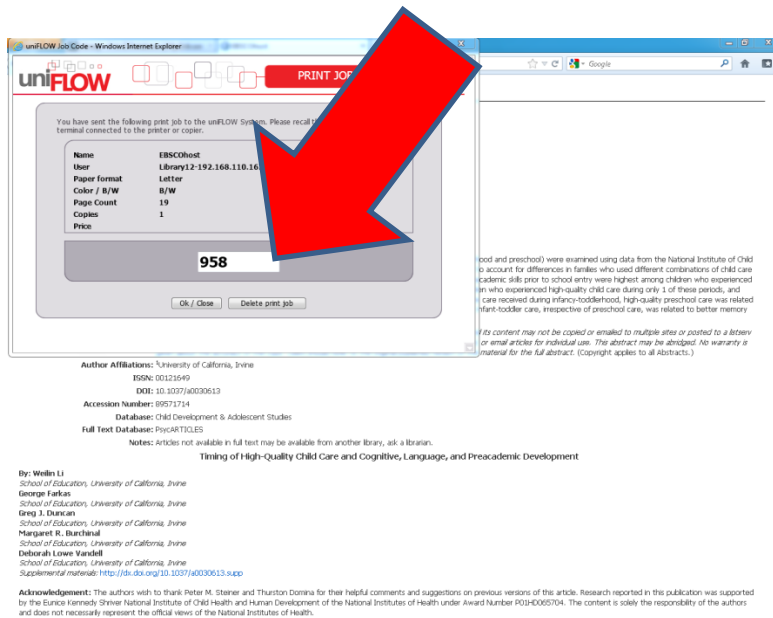 uniFLOW Job Code - Windows Internet Explorer
Google
uniFLOW
PRINT JOB
You have sent the following print job to the uniFLOW System. Please recall
terminal connected to the printer or copier.
Name EBSCOhost
User Library12-192.168.110.16
Paper format Letter
Color / B/W B/W
Page Count 19
Copies 1
Price
958
Ok / Close Delete print job
and preschool) were examined using data from the National Institute of Child
account for differences in families who used different combinations of child care
skills prior to school entry were highest among children who experienced
who experienced high-quality child care during only 1 of these periods, and
care received during infancy-toddlerhood, high-quality preschool care was related
infant-toddler care, irrespective of preschool care, was related to better memory
its content may not be copied or emailed to multiple sites or posted to a listserv
or email articles for individual use. This abstract may be abridged. No warranty is
material for the full abstract. (Copyright applies to all Abstracts.)
Author Affiliations: 1University of California, Irvine
ISSN: 00121649
DOI: 10.1037/a0030613
Accession Number: 89571714
Database: Child Development & Adolescent Studies
Full Text Database: PsycARTICLES
Notes: Articles not available in full text may be available from another library, ask a librarian.
Timing of High-Quality Child Care and Cognitive, Language, and Preacademic Development
By: Weilin Li
School of Education, University of California, Irvine
George Farkas
School of Education, University of California, Irvine
Greg J. Duncan
School of Education, University of California, Irvine
Margaret R. Burchinal
School of Education, University of California, Irvine
Deborah Lowe Vandell
School of Education, University of California, Irvine
Supplemental materials: http://dx.doi.org/10.1037/a0030613.supp
Acknowledgement: The authors wish to thank Peter M. Steiner and Thurston Domina for their helpful comments and suggestions on previous versions of this article. Research reported in this publication was supported
by the Eunice Kennedy Shriver National Institute of Child Health and Human Development of the National Institutes of Health under Award Number P01HD065704. The content is solely the responsibility of the authors
and does not necessarily represent the official views of the National Institutes of Health.